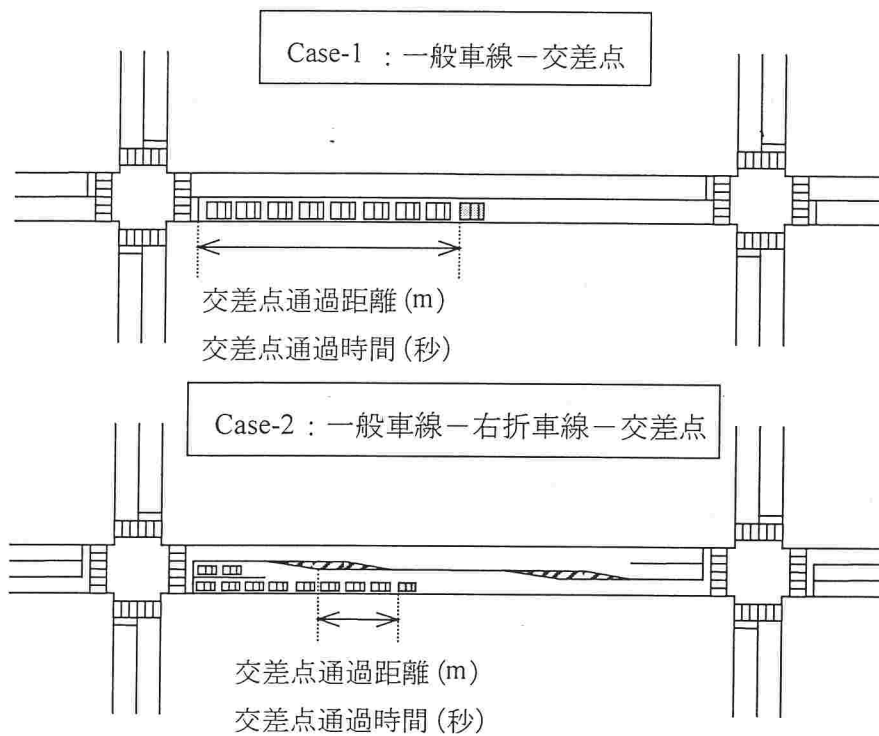 Case-1 : 一般車線－交差点
交差点通過距離 (m)
交差点通過時間 (秒)
Case-2 : 一般車線－右折車線－交差点
交差点通過距離 (m)
交差点通過時間 (秒)